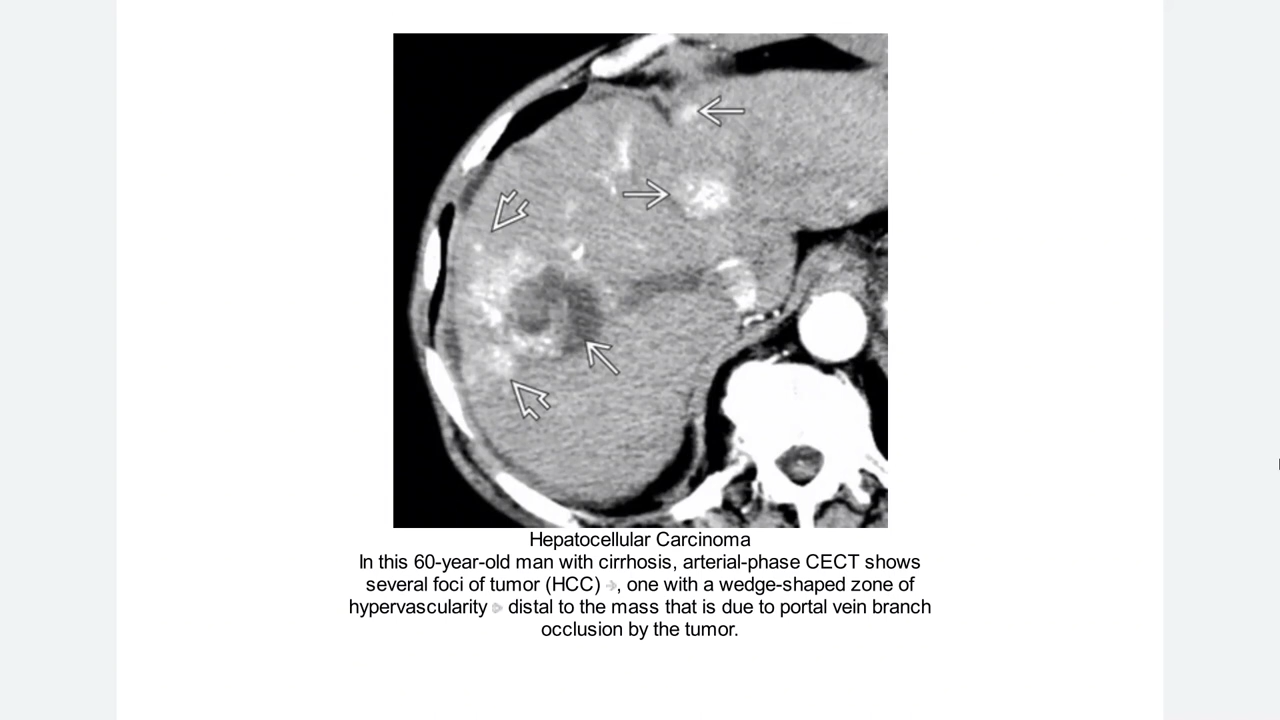 Hepatocellular Carcinoma
In this 60-year-old man with cirrhosis, arterial-phase CECT shows
several foci of tumor (HCC) , one with a wedge-shaped zone of
hypervascularity distal to the mass that is due to portal vein branch
occlusion by the tumor.